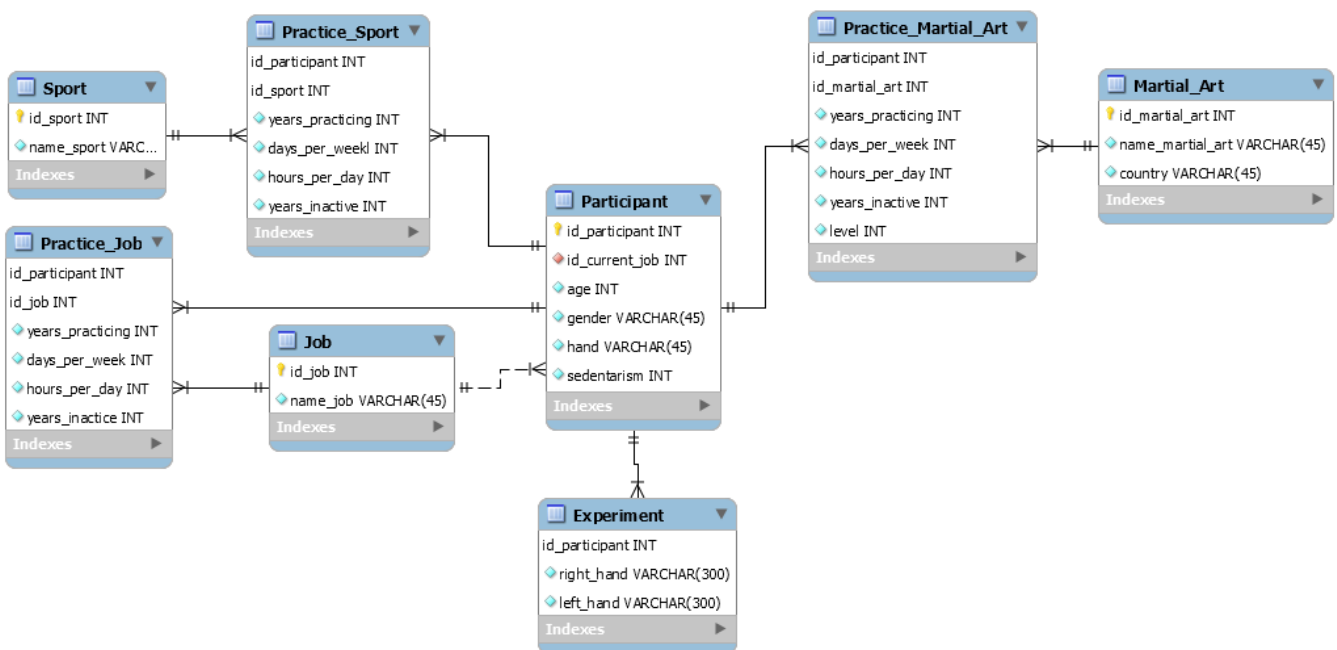 Practice_Sport
id_participant INT
id_sport INT
years_practicing INT
days_per_weekl INT
hours_per_day INT
years_inactive INT
Indexes
Practice_Martial_Art
id_participant INT
id_martial_art INT
years_practicing INT
days_per_week INT
hours_per_day INT
years_inactive INT
level INT
Indexes
Sport
id_sport INT
name_sport VARC...
Indexes
Martial_Art
id_martial_art INT
name_martial_art VARCHAR(45)
country VARCHAR(45)
Indexes
Participant
id_participant INT
id_current_job INT
age INT
gender VARCHAR(45)
hand VARCHAR(45)
sedentarism INT
Indexes
Practice_Job
id_participant INT
id_job INT
years_practicing INT
days_per_week INT
hours_per_day INT
years_inactice INT
Indexes
Job
id_job INT
name_job VARCHAR(45)
Indexes
Experiment
id_participant INT
right_hand VARCHAR(300)
left_hand VARCHAR(300)
Indexes